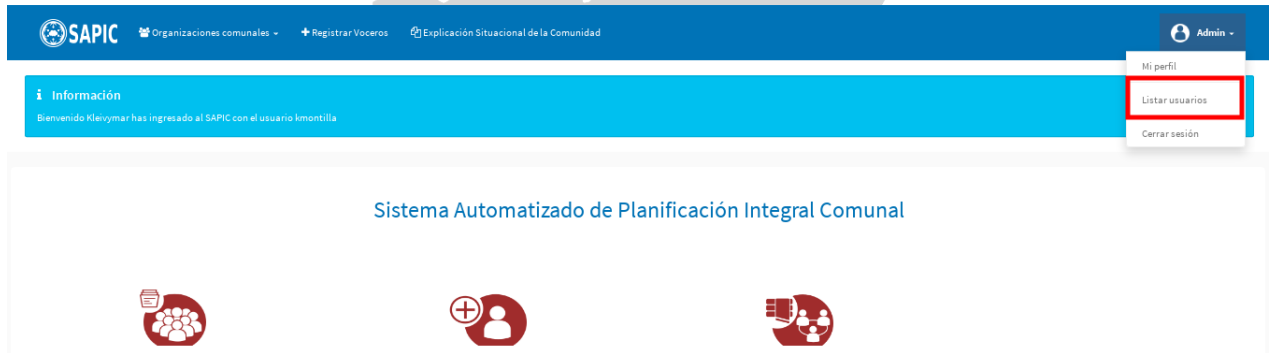 SAPIC Organizaciones comunales Registrar Voceros Explicación Situacional de la Comunidad Admin
Mi perfil
Listar usuarios
Cerrar sesión
i Información
Bienvenido Kleivymar has ingresado al SAPIC con el usuario kmontilla
Sistema Automatizado de Planificación Integral Comunal